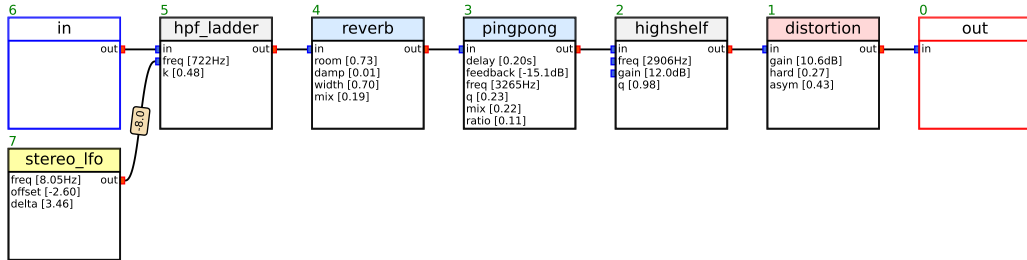 6
in
out
5
hpf_ladder
in
out
freq [722Hz]
k [0.48]
4
reverb
in
out
room [0.73]
damp [0.01]
width [0.70]
mix [0.19]
3
pingpong
in
out
delay [0.20s]
feedback [-15.1dB]
freq [3265Hz]
q [0.23]
mix [0.22]
ratio [0.11]
2
highshelf
in
out
freq [2906Hz]
gain [12.0dB]
q [0.98]
1
distortion
in
out
gain [10.6dB]
hard [0.27]
asym [0.43]
0
out
in
-8.0
7
stereo_lfo
freq [8.05Hz]
out
offset [-2.60]
delta [3.46]